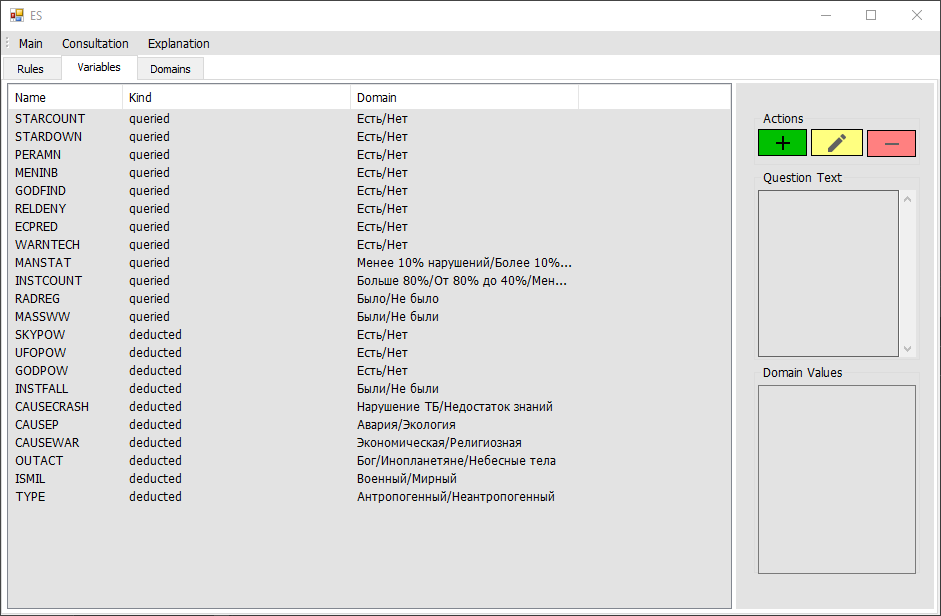 ES
Main Consultation Explanation
Rules Variables Domains
Name Kind Domain
STARCOUNT queried Есть/Нет
STARDOWN queried Есть/Нет
PERAMN queried Есть/Нет
MENINB queried Есть/Нет
GODFIND queried Есть/Нет
RELDENY queried Есть/Нет
ECPRED queried Есть/Нет
WARNTECH queried Есть/Нет
MANSTAT queried Менее 10% нарушений/Более 10%...
INSTCOUNT queried Больше 80%/От 80% до 40%/Мен...
RADREG queried Было/Не было
MASSWW queried Были/Не были
SKYPOW deducted Есть/Нет
UFOPOW deducted Есть/Нет
GODPOW deducted Есть/Нет
INSTFALL deducted Были/Не были
CAUSECRASH deducted Нарушение ТБ/Недостаток знаний
CAUSEP deducted Авария/Экология
CAUSEWAR deducted Экономическая/Религиозная
OUTACT deducted Бог/Инопланетяне/Небесные тела
ISMIL deducted Военный/Мирный
TYPE deducted Антропогенный/Неантропогенный
Actions
Question Text
Domain Values